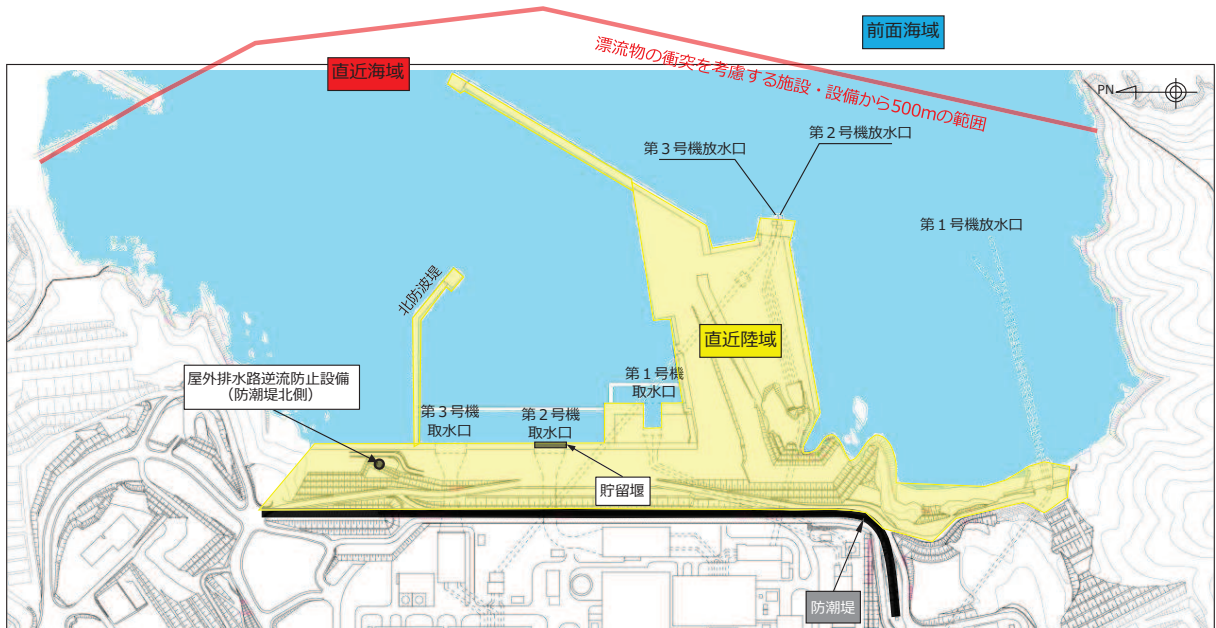 前面海域
直近海域
漂流物の衝突を考慮する施設・設備から500mの範囲
PN
第２号機放水口
第３号機放水口
第１号機放水口
北防波堤
直近陸域
屋外排水路逆流防止設備
（防潮堤北側）
第１号機
取水口
第３号機
取水口
第２号機
取水口
貯留堰
防潮堤